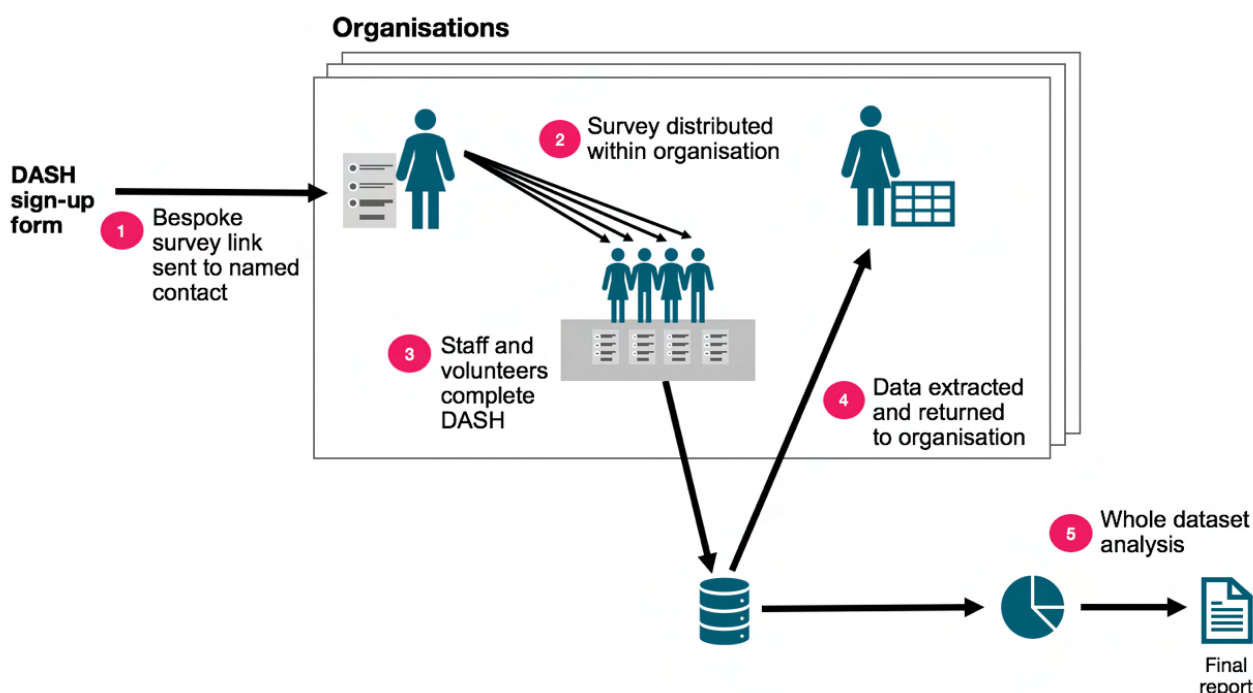 Organisations
DASH
sign-up
form
1
Bespoke
survey link
sent to named
contact
2
Survey distributed
within organisation
3
Staff and
volunteers
complete
DASH
4
Data extracted
and returned
to organisation
5
Whole dataset
analysis
Final
report